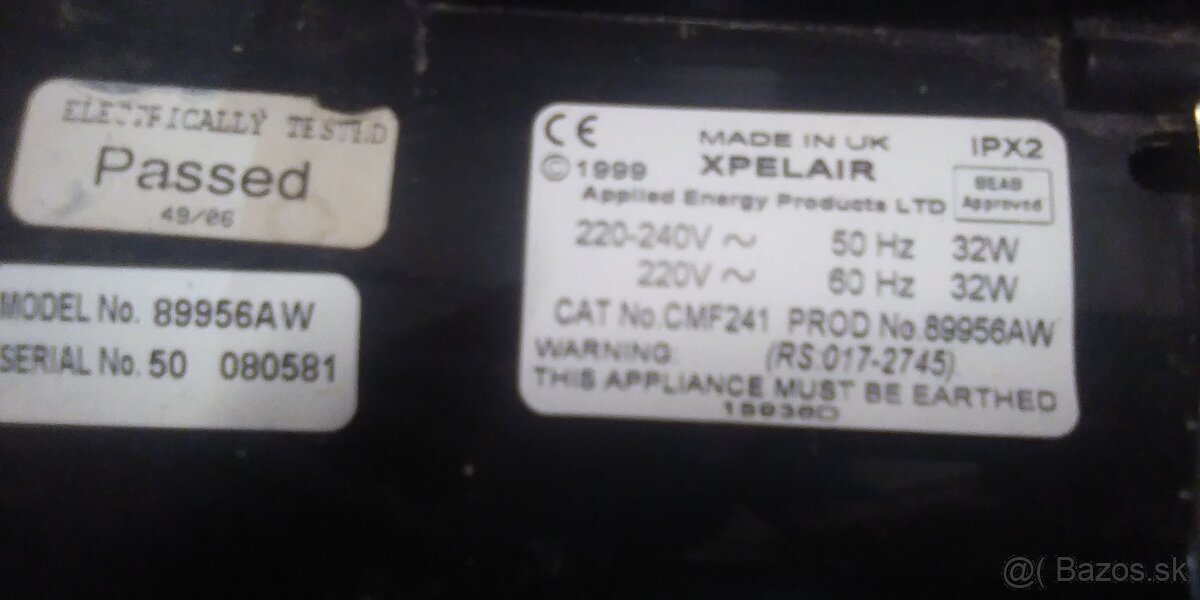 ELECTRICALLY TESTED
Passed
49/06
MODEL No. 89956AW
SERIAL No. 50 080581
CE MADE IN UK IPX2
© 1999 XPELAIR
BEAB
Approved
Applied Energy Products LTD
220-240V ~ 50 Hz 32W
220V ~ 60 Hz 32W
CAT No.CMF241 PROD No.89956AW
WARNING: (RS:017-2745)
THIS APPLIANCE MUST BE EARTHED
@( Bazos.sk